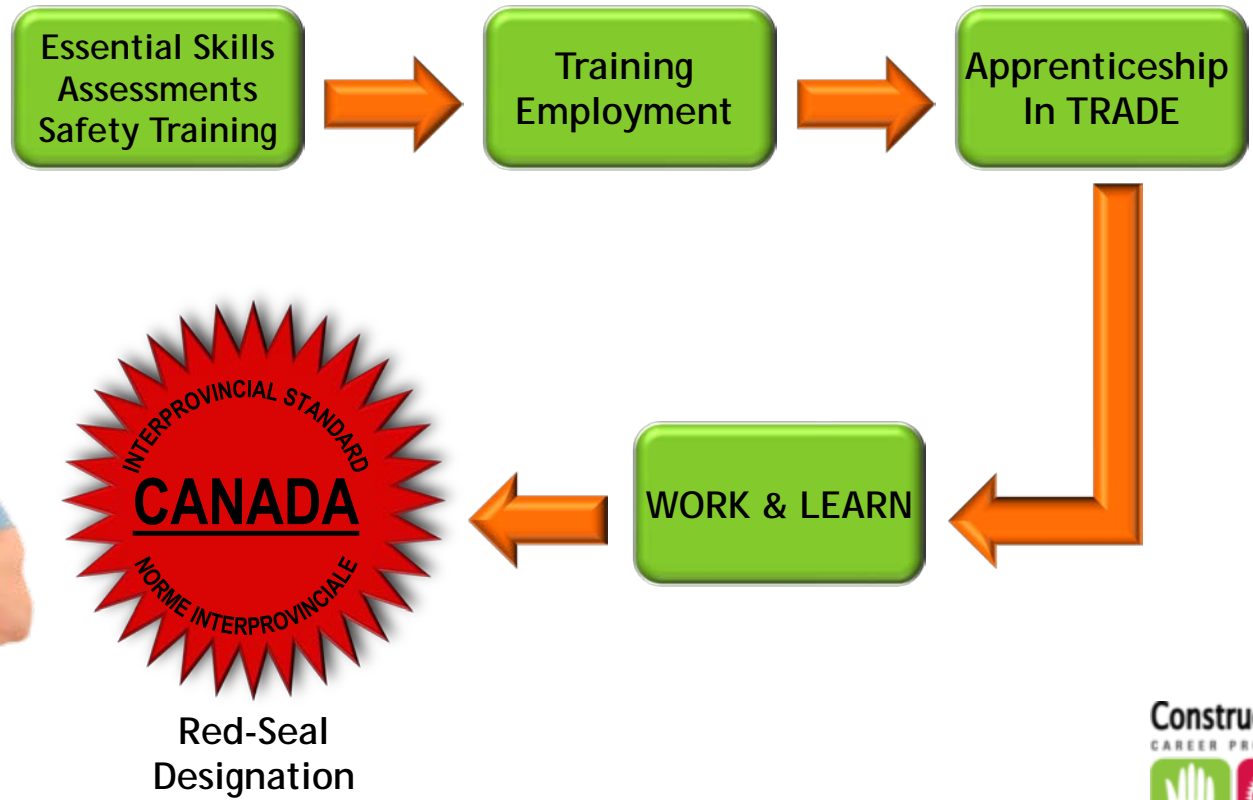 Essential Skills
Assessments
Safety Training
Training
Employment
Apprenticeship
In TRADE
INTERPROVINCIAL STANDARD
CANADA
NORME INTERPROVINCIALE
WORK & LEARN
Red-Seal
Designation
CAREER